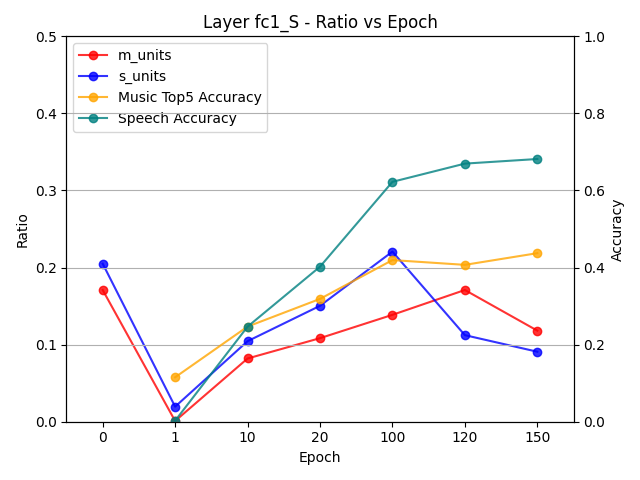 Layer fc1_S - Ratio vs Epoch
m_units
s_units
Music Top5 Accuracy
Speech Accuracy
0.5
0.4
0.3
0.2
0.1
0.0
Ratio
1.0
0.8
0.6
0.4
0.2
0.0
Accuracy
0 1 10 20 100 120 150
Epoch